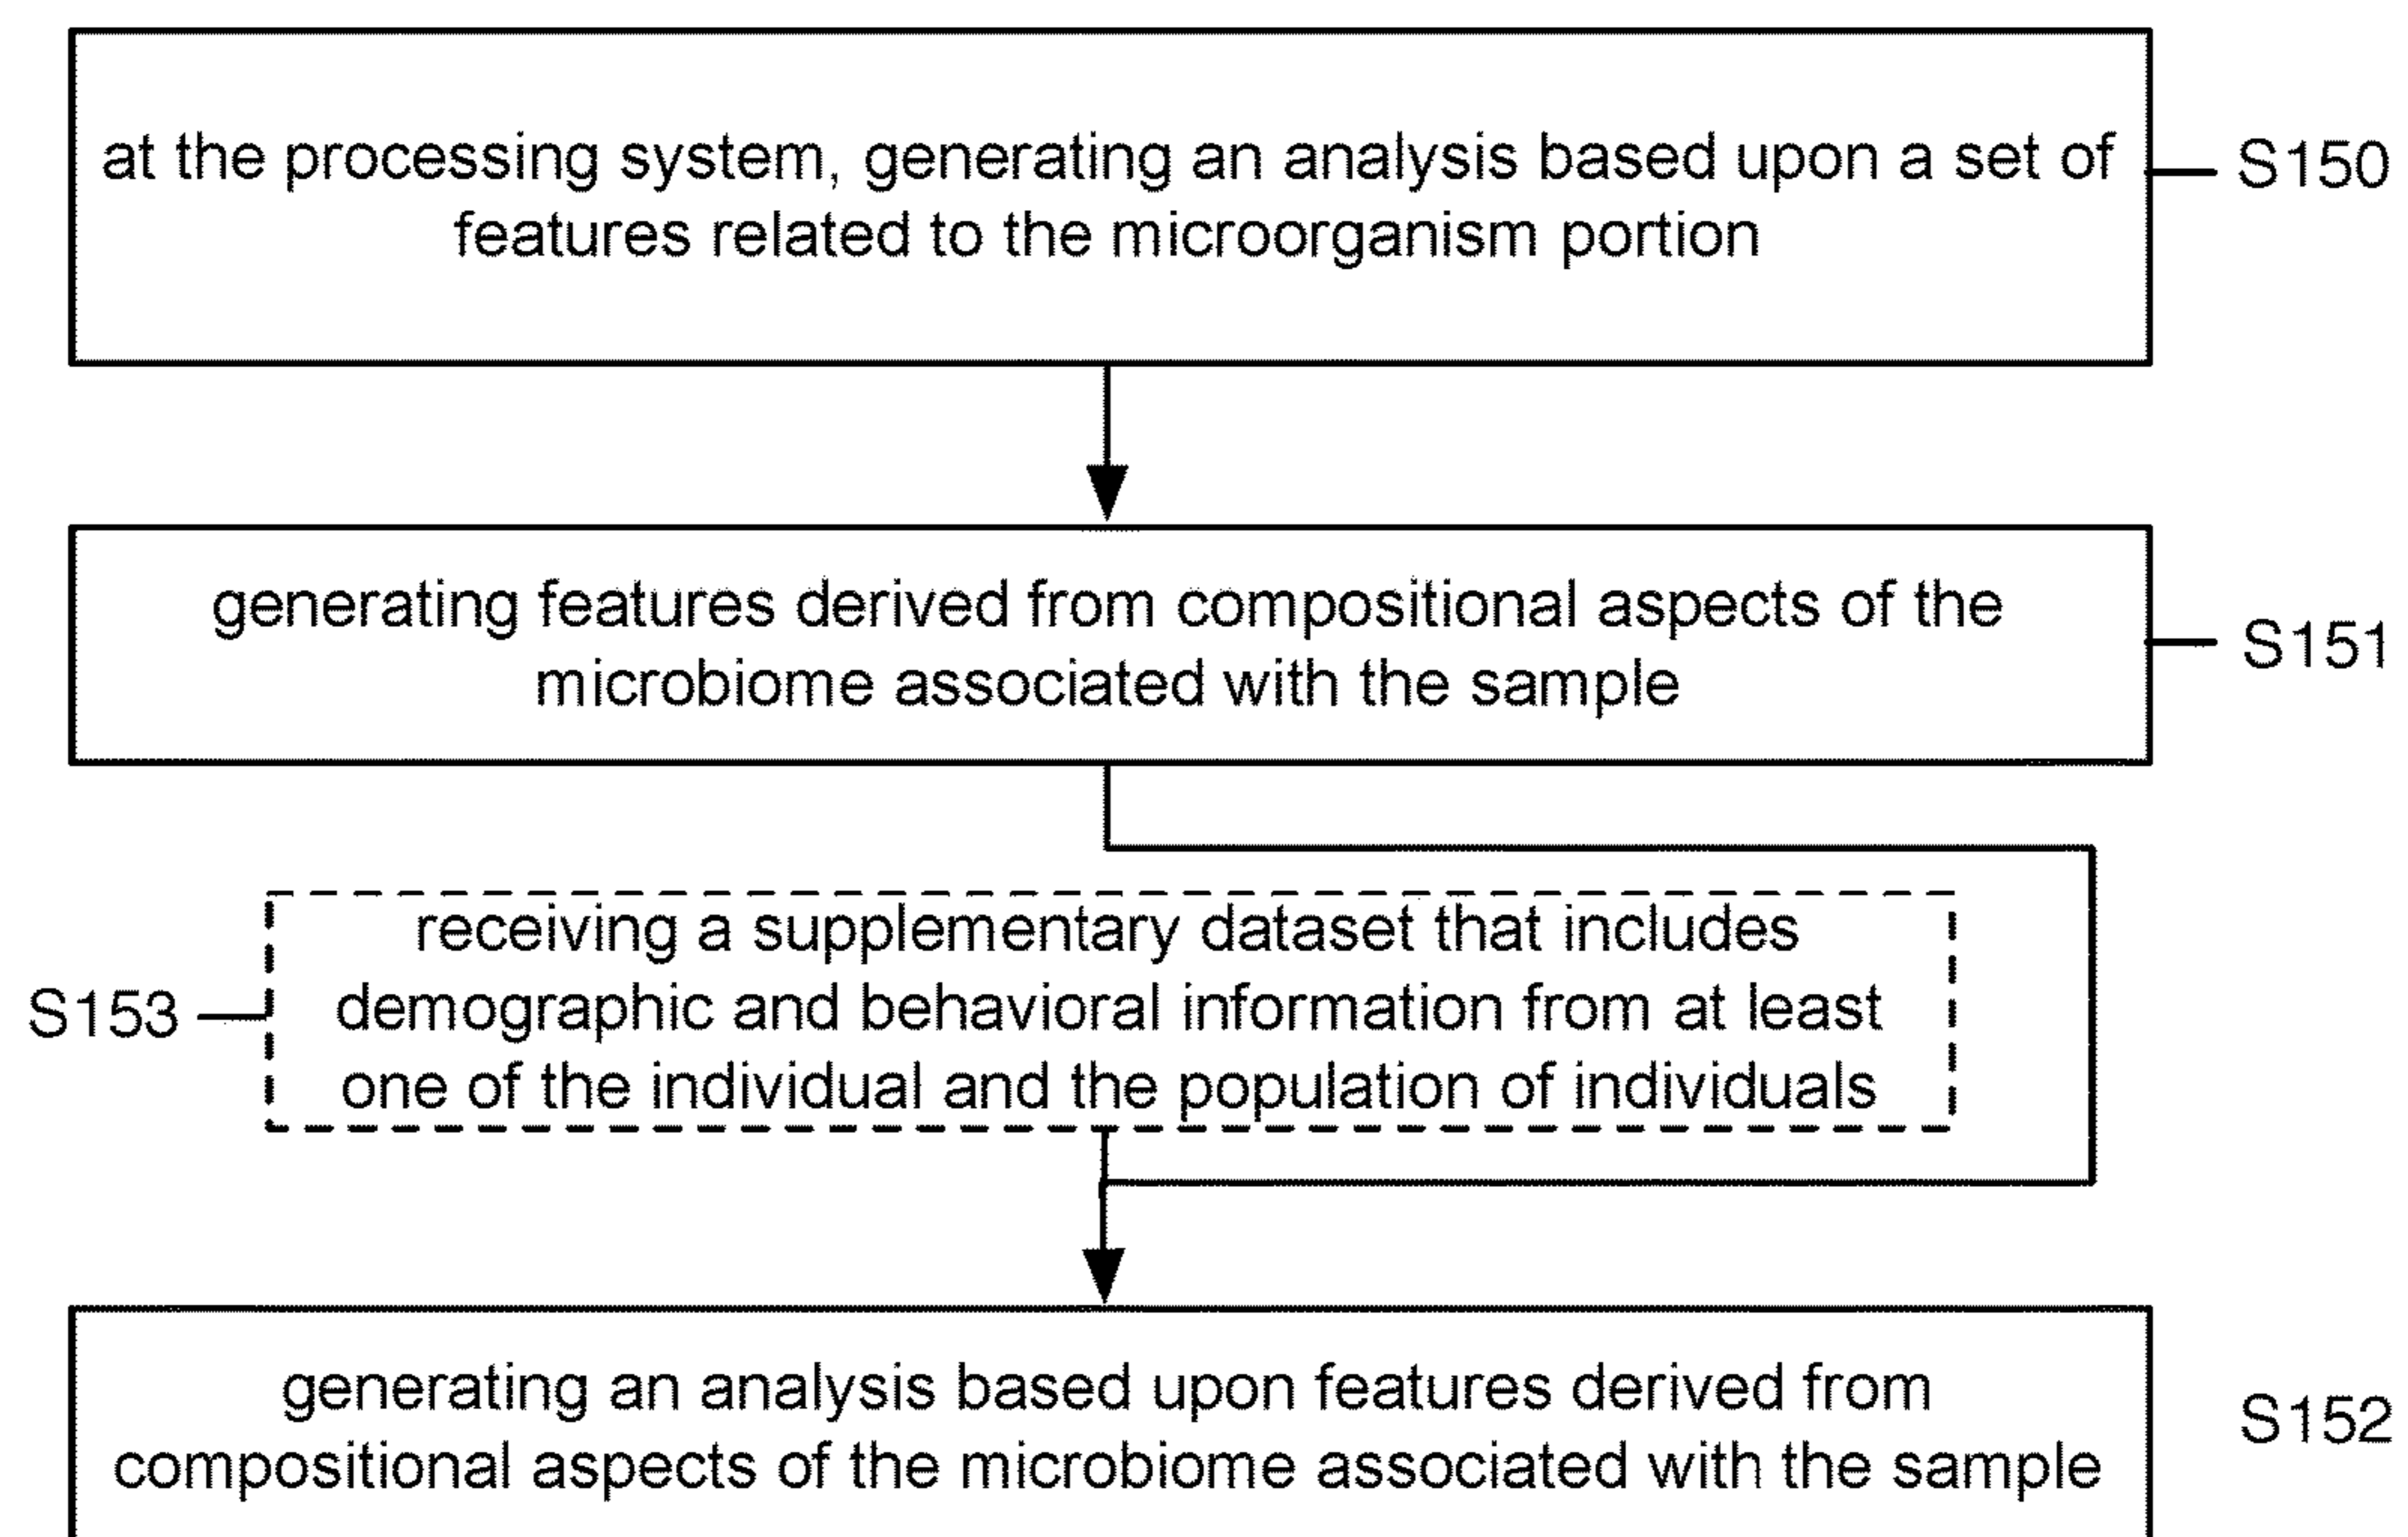 at the processing system, generating an analysis based upon a set of
features related to the microorganism portion
S150
generating features derived from compositional aspects of the
microbiome associated with the sample
S151
receiving a supplementary dataset that includes
demographic and behavioral information from at least
one of the individual and the population of individuals
S153
generating an analysis based upon features derived from
compositional aspects of the microbiome associated with the sample
S152